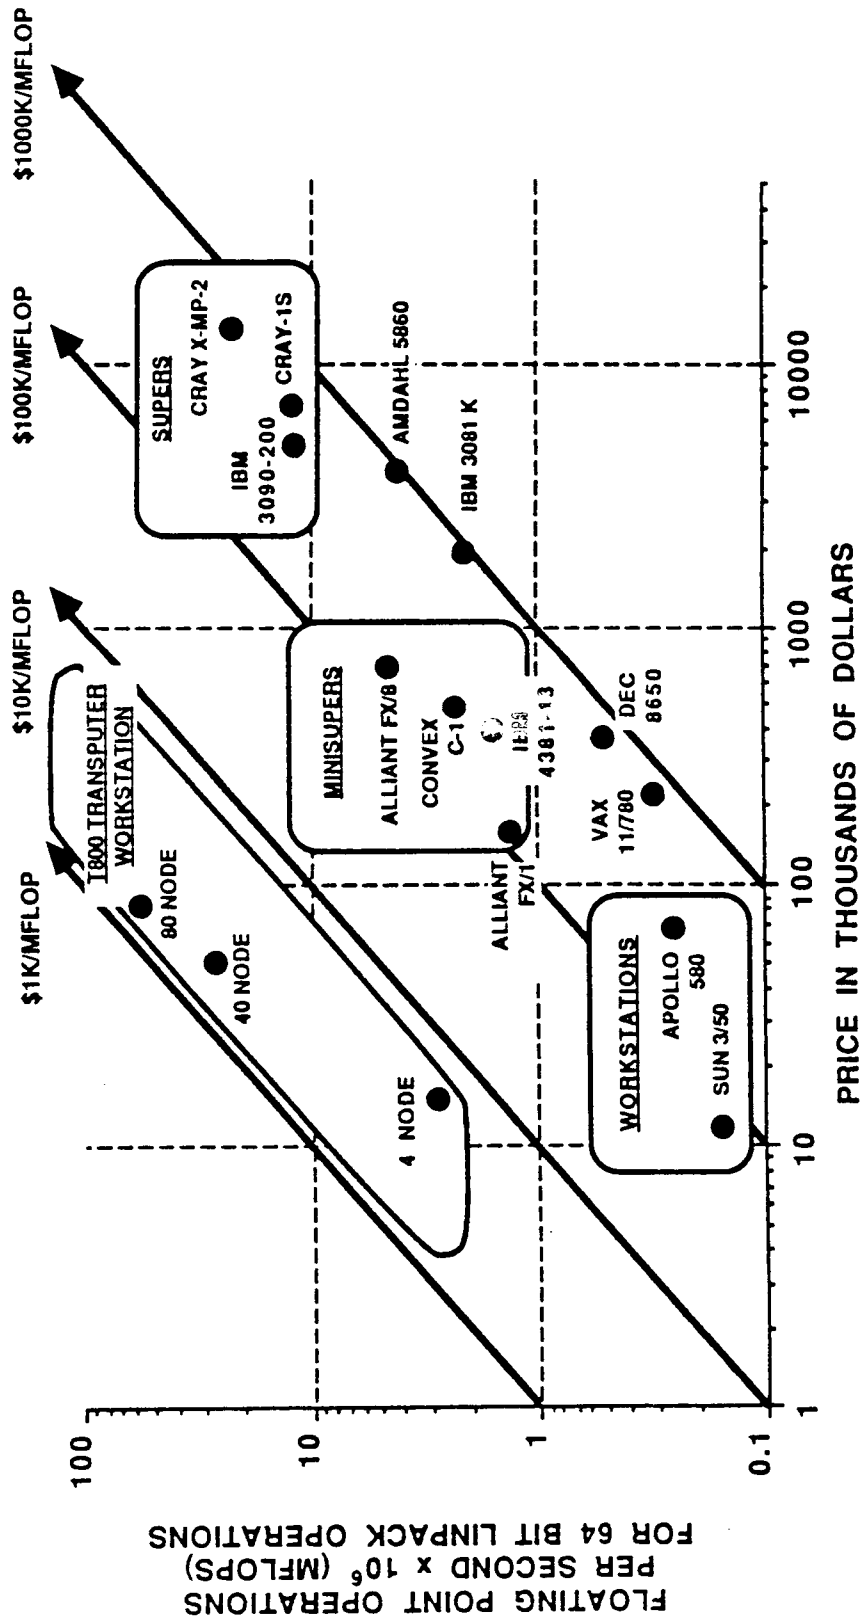 $1K/MFLOP
$10K/MFLOP
$100K/MFLOP
$1000K/MFLOP
T800 TRANSPUTER
WORKSTATION
80 NODE
40 NODE
4 NODE
SUPERS
CRAY X-MP-2
IBM
3090-200
CRAY-1S
MINISUPERS
ALLIANT FX/8
CONVEX
C-1
IBM
4381-13
ALLIANT
FX/1
AMDAHL 5860
IBM 3081 K
DEC
8650
VAX
11/780
WORKSTATIONS
APOLLO
580
SUN 3/50
100
10
1
0.1
1
10
100
1000
10000
PRICE IN THOUSANDS OF DOLLARS
FLOATING POINT OPERATIONS
PER SECOND x 10⁶ (MFLOPS)
FOR 64 BIT LINPACK OPERATIONS